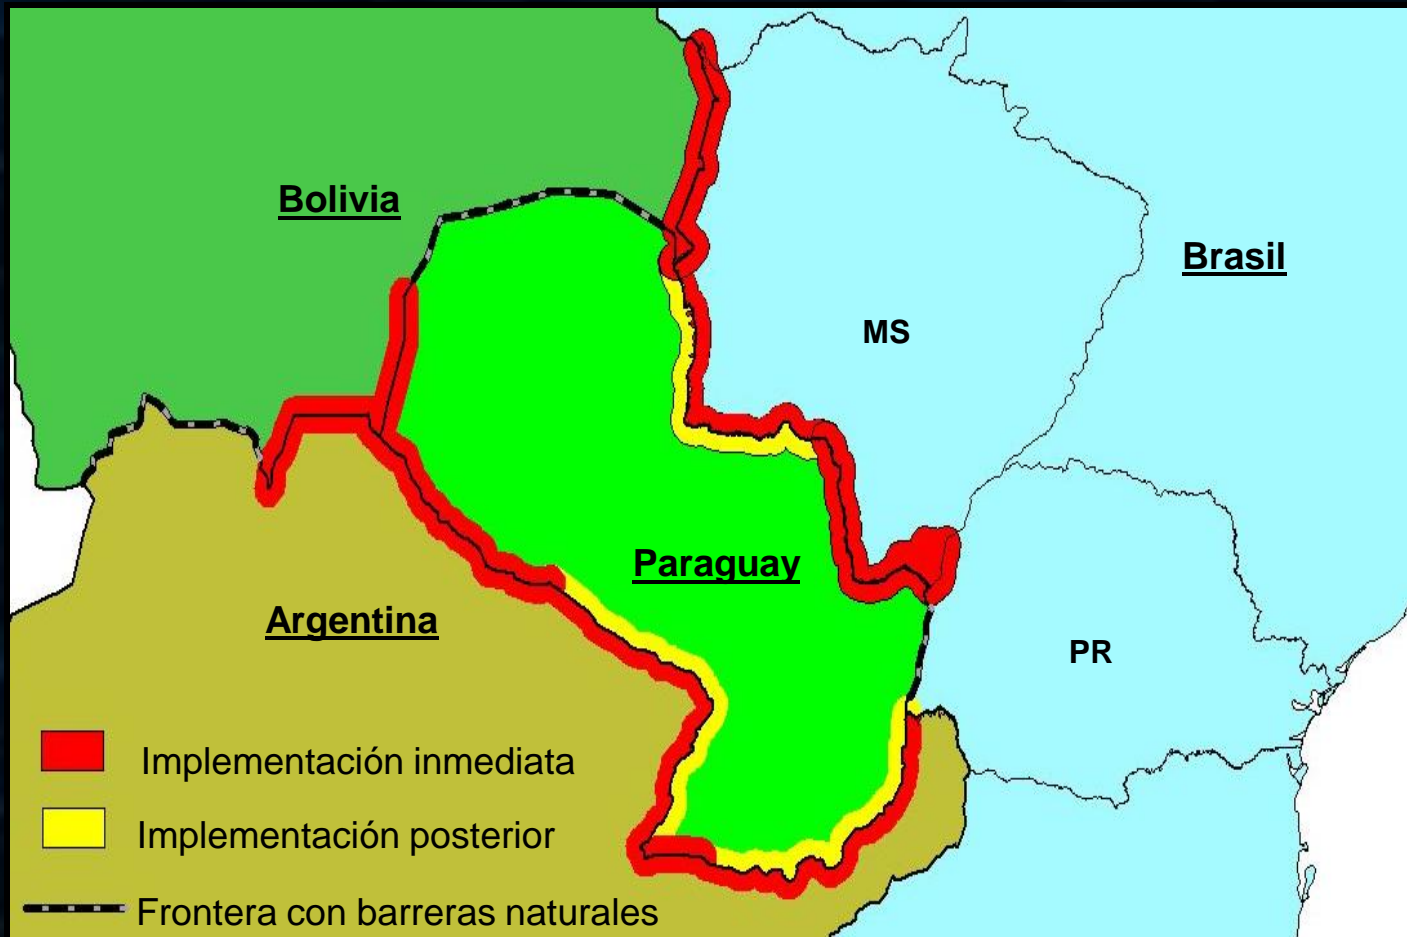 Bolivia
Brasil
MS
Paraguay
Argentina
PR
Implementación inmediata
Implementación posterior
Frontera con barreras naturales